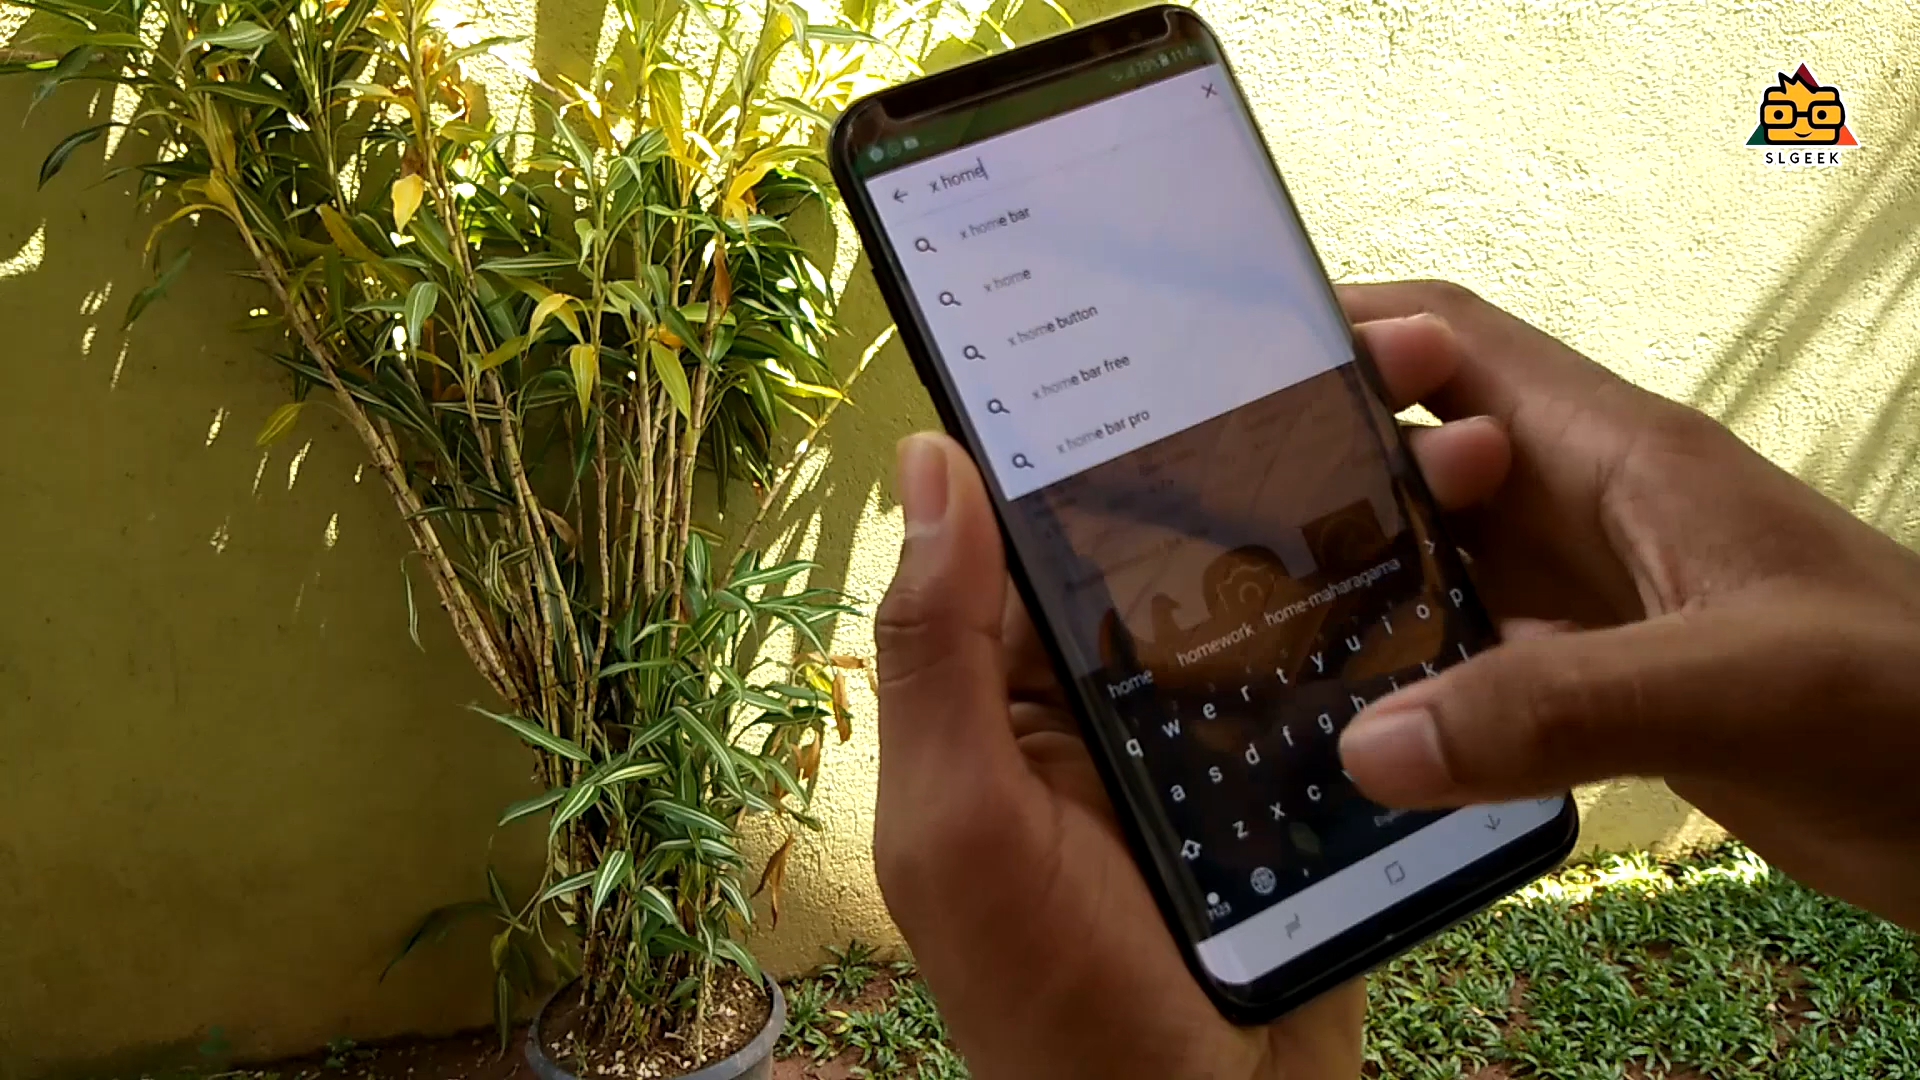 SLGEEK
x home
x home bar
x home
x home button
x home bar free
x home bar pro
home homework home-maharagama
q w e r t y u i o p
a s d f g h j k l
z x c